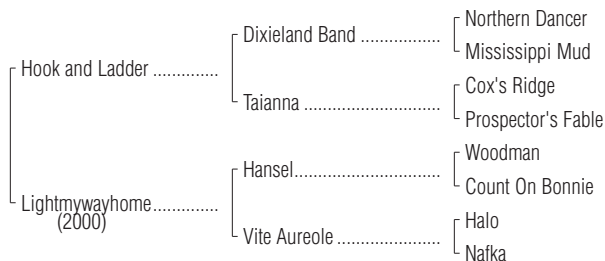 Northern Dancer
Dixieland Band ..................
Mississippi Mud
Hook and Ladder ..............
Cox's Ridge
Taianna ...............................
Prospector's Fable
Woodman
Hansel.................................
Count On Bonnie
Lightmywayhome..............
(2000)
Halo
Vite Aureole .......................
Nafka